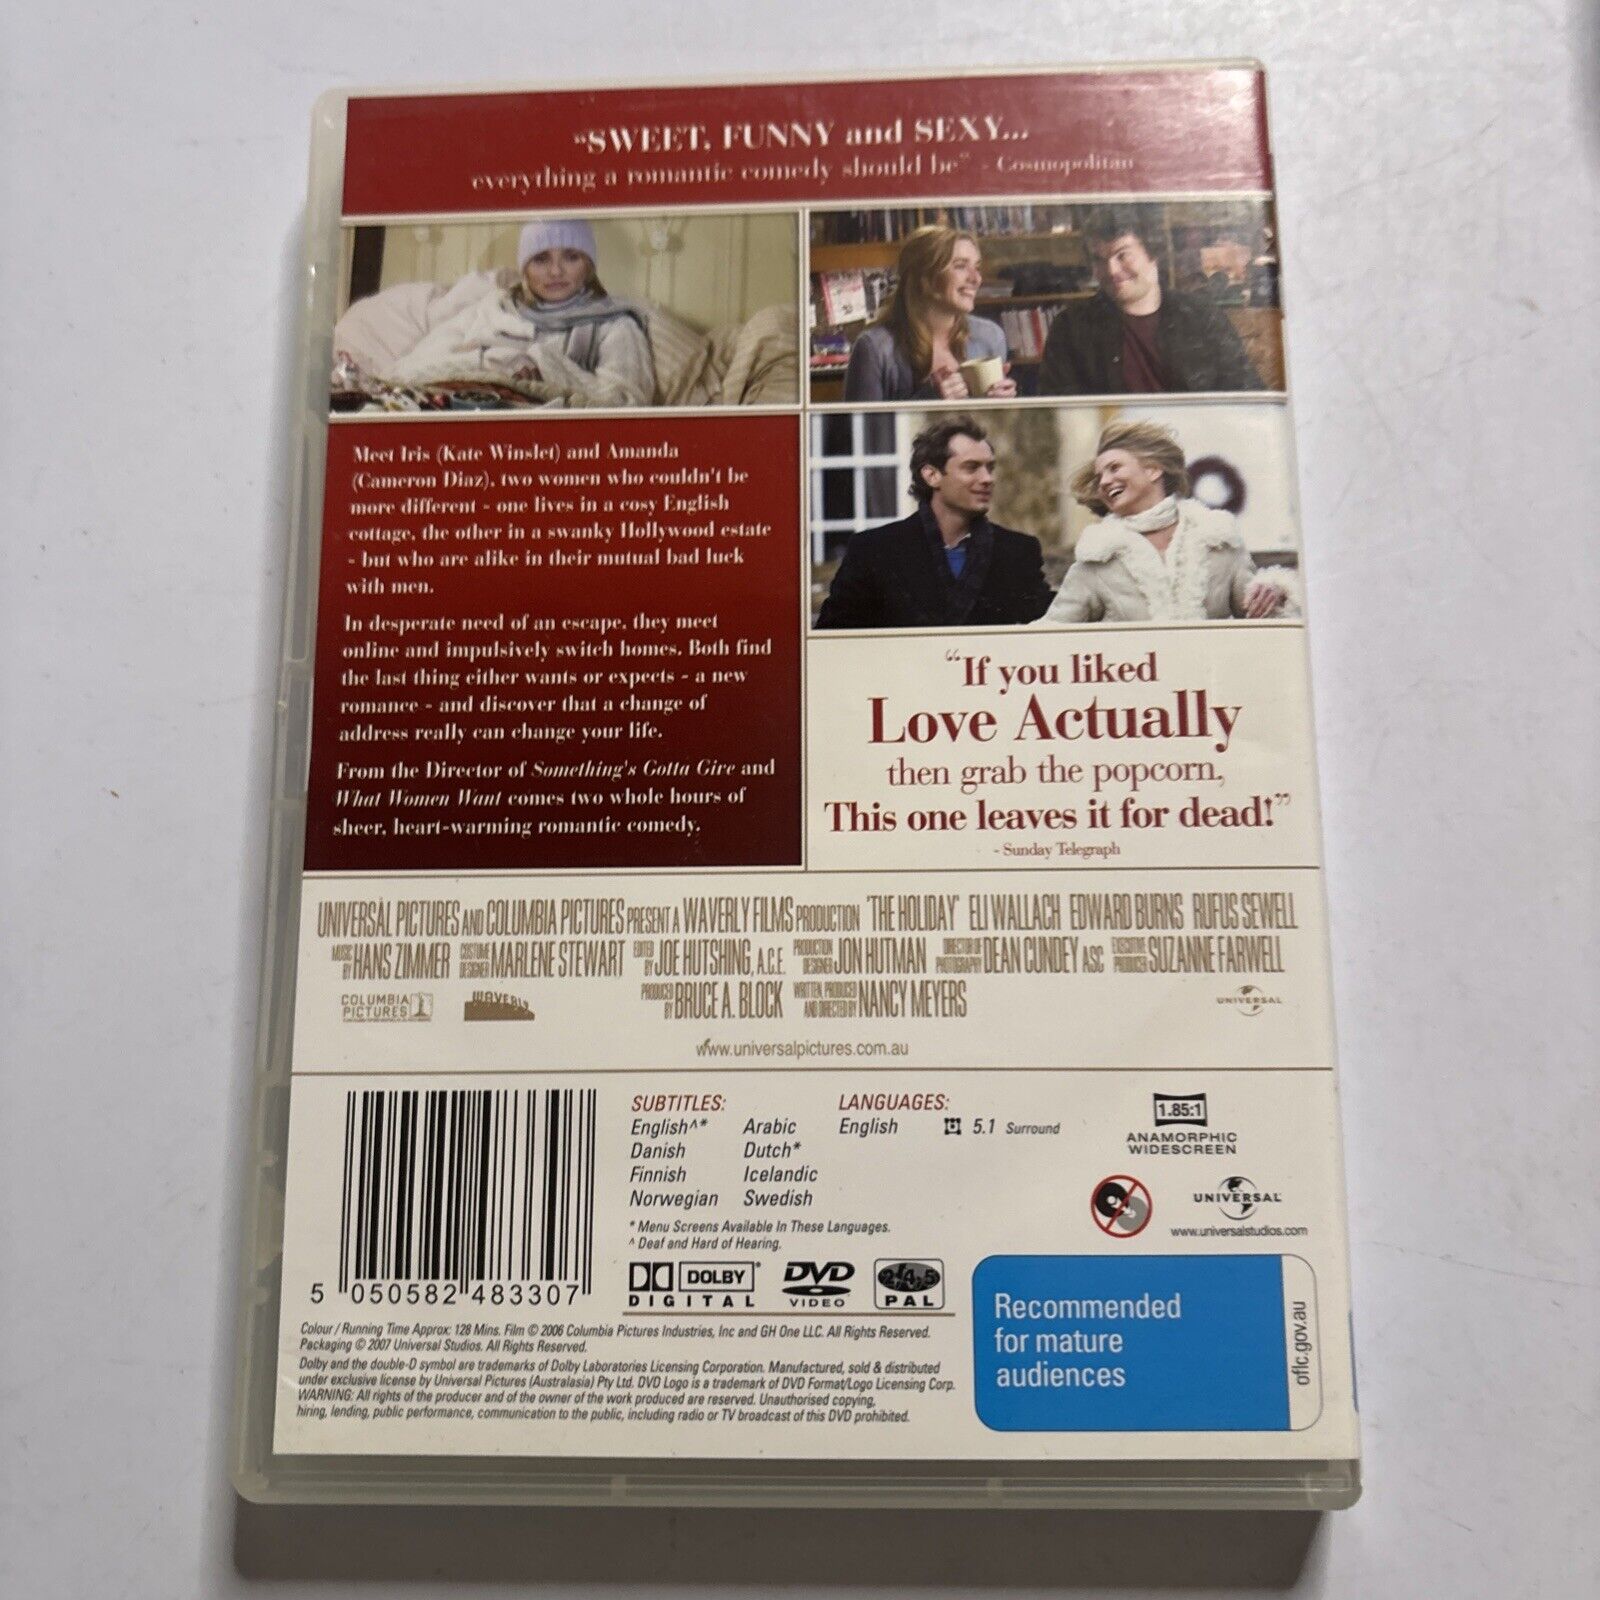 "SWEET, FUNNY and SEXY...
everything a romantic comedy should be" - Cosmopolitan
Meet Iris (Kate Winslet) and Amanda
(Cameron Diaz), two women who couldn't be
more different - one lives in a cosy English
cottage, the other in a swanky Hollywood estate
- but who are alike in their mutual bad luck
with men.
In desperate need of an escape, they meet
online and impulsively switch homes. Both find
the last thing either wants or expects - a new
romance - and discover that a change of
address really can change your life.
From the Director of Something's Gotta Give and
What Women Want comes two whole hours of
sheer, heart-warming romantic comedy.
"If you liked
Love Actually
then grab the popcorn,
This one leaves it for dead!"
- Sunday Telegraph
UNIVERSAL PICTURES AND COLUMBIA PICTURES PRESENT A WAVERLY FILMS PRODUCTION 'THE HOLIDAY' ELI WALLACH EDWARD BURNS RUFUS SEWELL
MUSIC BY HANS ZIMMER COSTUME DESIGNER MARLENE STEWART EDITED BY JOE HUTSHING, A.C.E. PRODUCTION DESIGNER JON HUTMAN DIRECTOR OF PHOTOGRAPHY DEAN CUNDEY ASC EXECUTIVE PRODUCER SUZANNE FARWELL
PRODUCED BY BRUCE A. BLOCK WRITTEN, PRODUCED AND DIRECTED BY NANCY MEYERS
COLUMBIA PICTURES
WAVERLY
UNIVERSAL
www.universalpictures.com.au
5 050582 483307
SUBTITLES:
English^* Arabic
Danish Dutch*
Finnish Icelandic
Norwegian Swedish
* Menu Screens Available In These Languages.
^ Deaf and Hard of Hearing.
LANGUAGES:
English 5.1 Surround
1.85:1
ANAMORPHIC
WIDESCREEN
UNIVERSAL
www.universalstudios.com
DOLBY
DIGITAL
DVD
VIDEO
2,4,5
PAL
Recommended
for mature
audiences
oflc.gov.au
Colour / Running Time Approx: 128 Mins. Film © 2006 Columbia Pictures Industries, Inc and GH One LLC. All Rights Reserved.
Packaging © 2007 Universal Studios. All Rights Reserved.
Dolby and the double-D symbol are trademarks of Dolby Laboratories Licensing Corporation. Manufactured, sold & distributed
under exclusive license by Universal Pictures (Australasia) Pty Ltd. DVD Logo is a trademark of DVD Format/Logo Licensing Corp.
WARNING: All rights of the producer and of the owner of the work produced are reserved. Unauthorised copying,
hiring, lending, public performance, communication to the public, including radio or TV broadcast of this DVD prohibited.